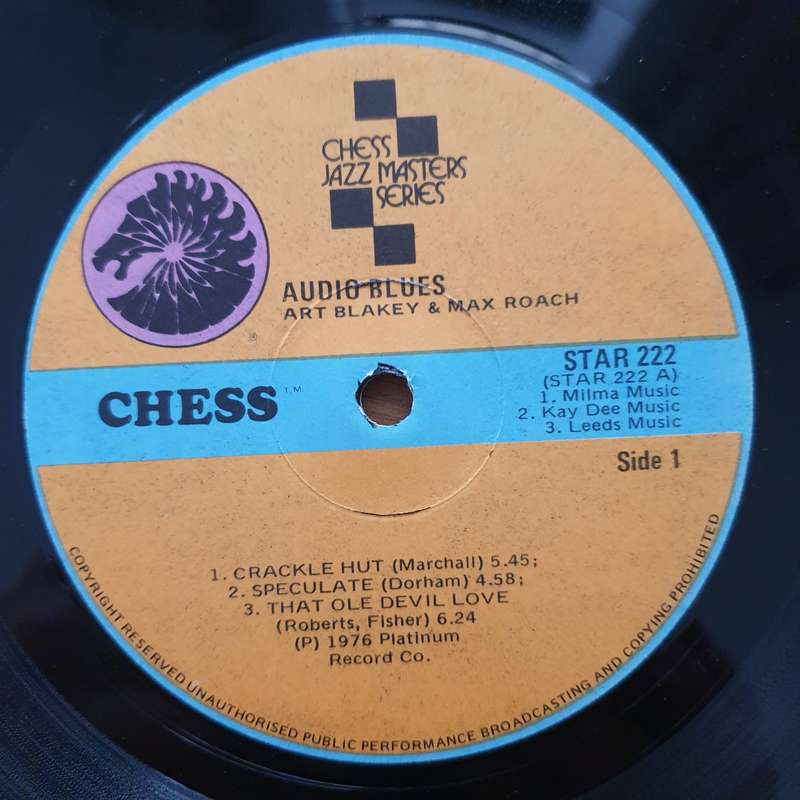 CHESS
JAZZ MASTERS
SERIES
AUDIO BLUES
ART BLAKEY & MAX ROACH
®
CHESS T.M.
STAR 222
(STAR 222 A)
1. Milma Music
2. Kay Dee Music
3. Leeds Music
Side 1
1. CRACKLE HUT (Marchall) 5.45;
2. SPECULATE (Dorham) 4.58;
3. THAT OLE DEVIL LOVE
(Roberts, Fisher) 6.24
(P) 1976 Platinum
Record Co.
COPYRIGHT RESERVED UNAUTHORISED PUBLIC PERFORMANCE BROADCASTING AND COPYING PROHIBITED